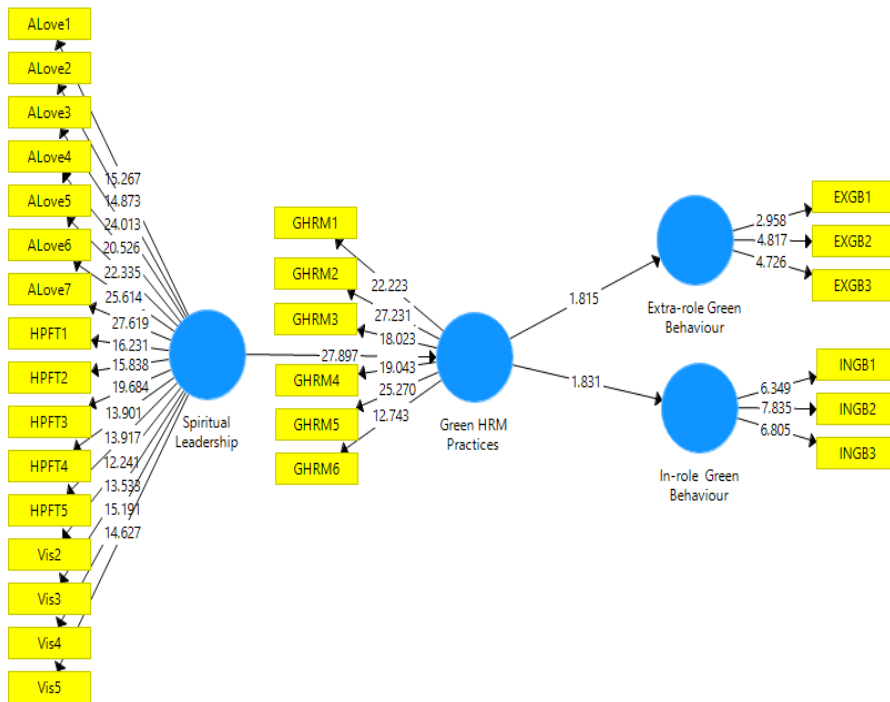 ALove1
ALove2
ALove3
ALove4
ALove5
ALove6
ALove7
HPFT1
HPFT2
HPFT3
HPFT4
HPFT5
Vis2
Vis3
Vis4
Vis5
15.267
14.873
24.013
20.526
22.335
25.614
27.619
16.231
15.838
19.684
13.901
13.917
12.241
13.533
15.191
14.627
Spiritual
Leadership
27.897
GHRM1
GHRM2
GHRM3
GHRM4
GHRM5
GHRM6
22.223
27.231
18.023
19.043
25.270
12.743
Green HRM
Practices
1.815
1.831
Extra-role Green
Behaviour
2.958
4.817
4.726
EXGB1
EXGB2
EXGB3
In-role Green
Behaviour
6.349
7.835
6.805
INGB1
INGB2
INGB3